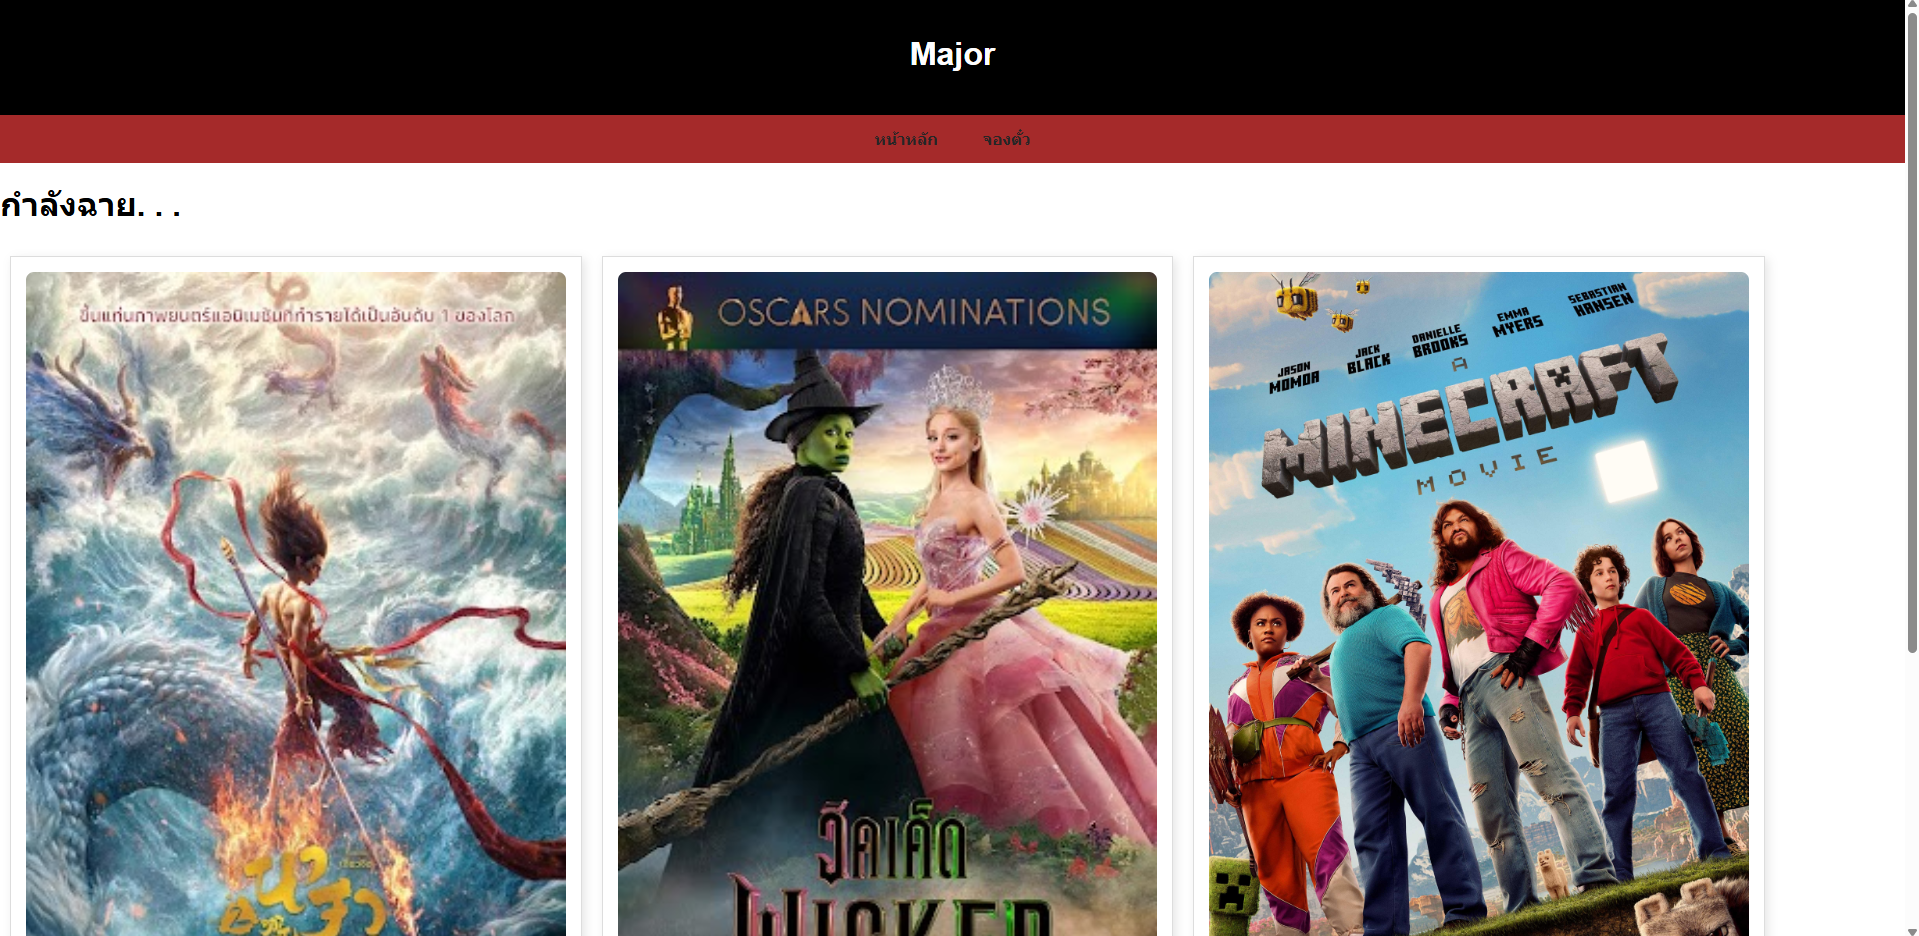 Major
หน้าหลัก จองตั๋ว
กำลังฉาย. . .
ขึ้นแท่นภาพยนตร์แอนิเมชันที่ทำรายได้เป็นอันดับ 1 ของโลก
OSCARS NOMINATIONS
วิคเค็ด
WICKED
JASON MOMOA
JACK BLACK
DANIELLE BROOKS
EMMA MYERS
SEBASTIAN HANSEN
A
MINECRAFT
MOVIE
นาจา 2